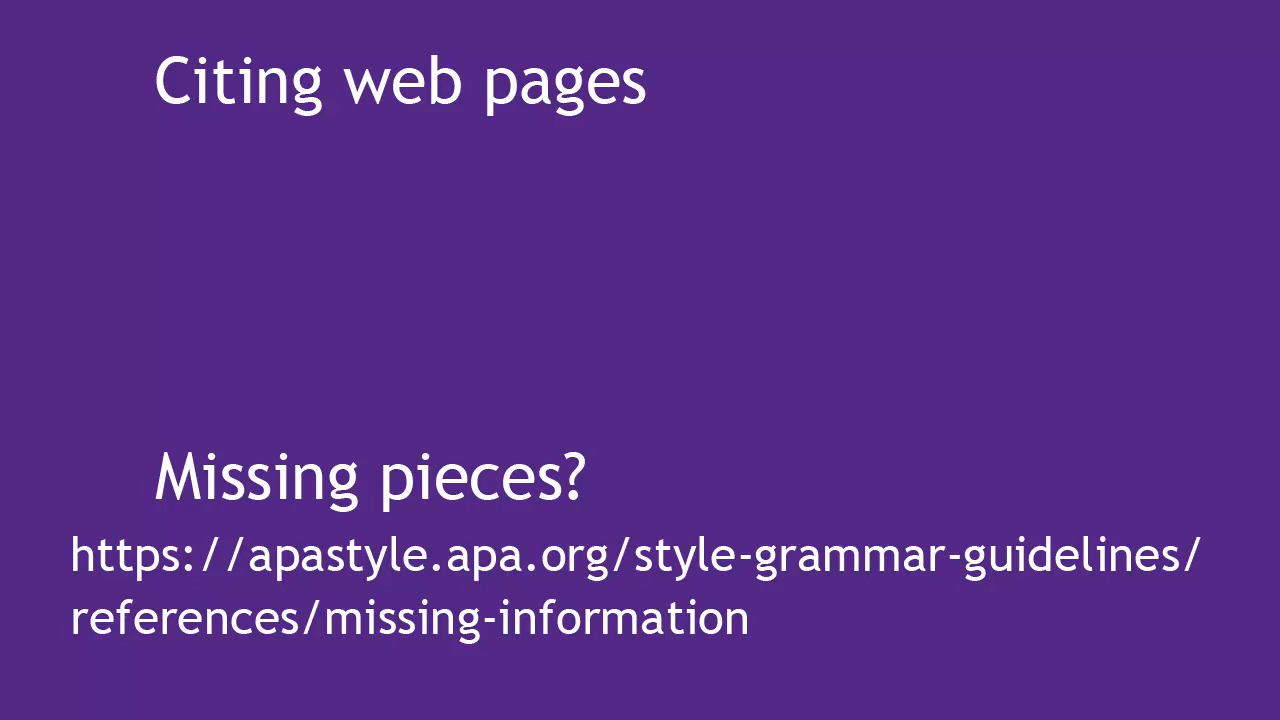 Citing web pages
Missing pieces?
https://apastyle.apa.org/style-grammar-guidelines/
references/missing-information